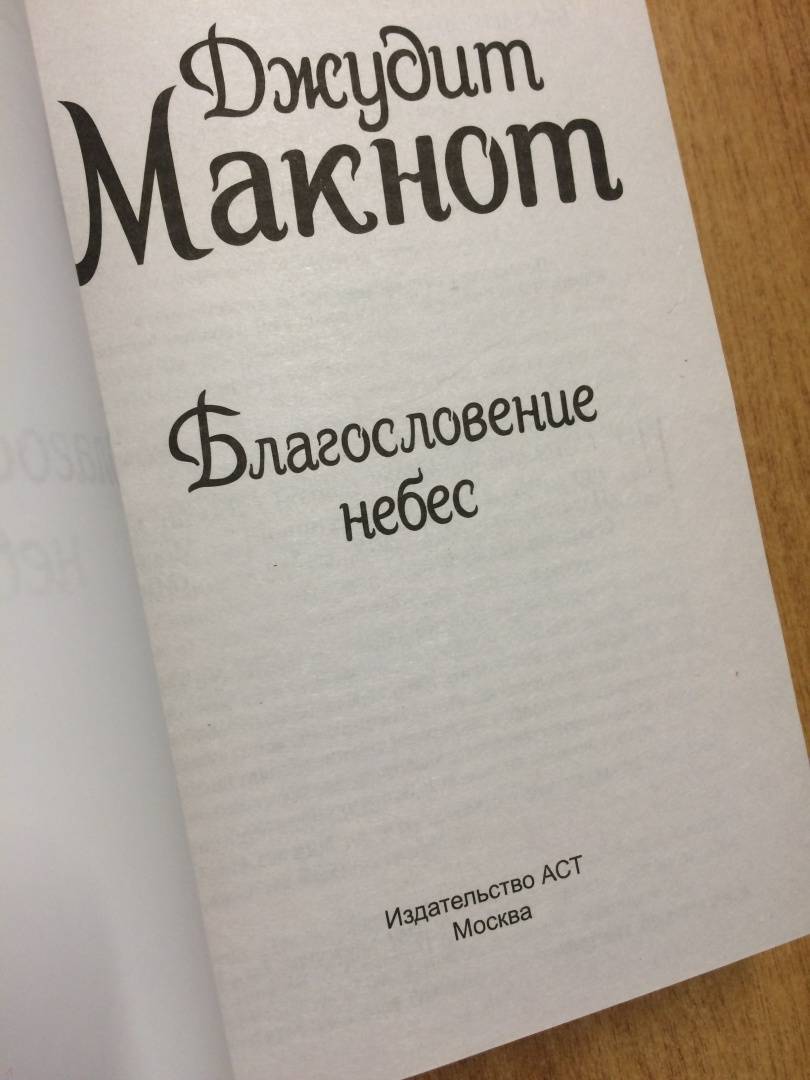 Джудит
Макнот
Благословение
небес
Издательство АСТ
Москва